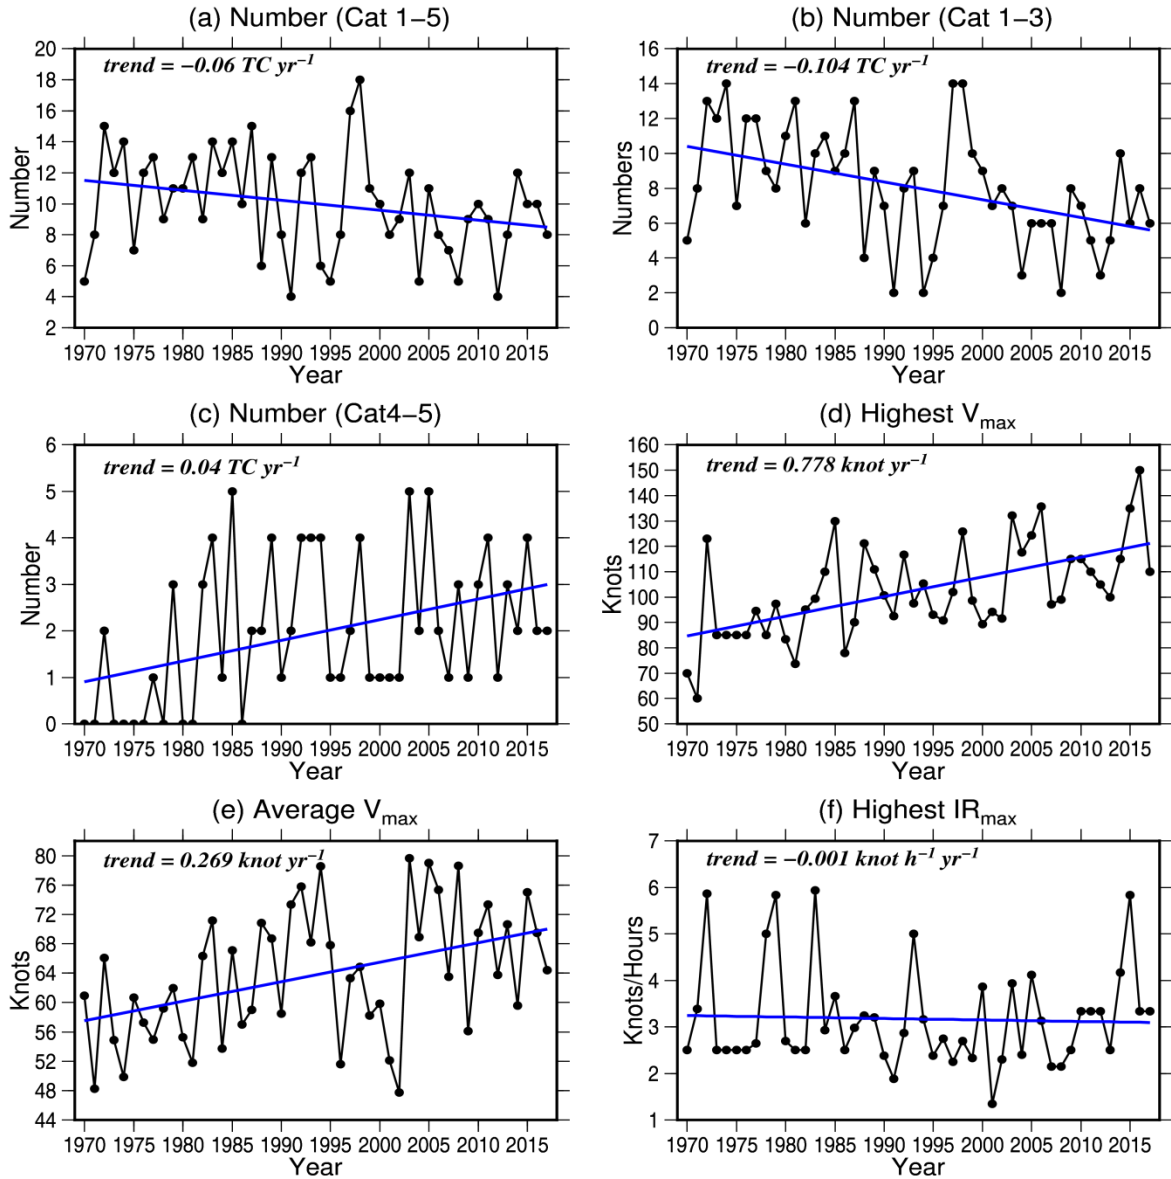 (a) Number (Cat 1–5)
trend = −0.06 TC yr⁻¹
20
18
16
14
12
10
8
6
4
2
Number
1970 1975 1980 1985 1990 1995 2000 2005 2010 2015
Year
(b) Number (Cat 1–3)
trend = −0.104 TC yr⁻¹
16
14
12
10
8
6
4
2
0
Numbers
1970 1975 1980 1985 1990 1995 2000 2005 2010 2015
Year
(c) Number (Cat4–5)
trend = 0.04 TC yr⁻¹
6
5
4
3
2
1
0
Number
1970 1975 1980 1985 1990 1995 2000 2005 2010 2015
Year
(d) Highest Vmax
trend = 0.778 knot yr⁻¹
160
150
140
130
120
110
100
90
80
70
60
50
Knots
1970 1975 1980 1985 1990 1995 2000 2005 2010 2015
Year
(e) Average Vmax
trend = 0.269 knot yr⁻¹
80
76
72
68
64
60
56
52
48
44
Knots
1970 1975 1980 1985 1990 1995 2000 2005 2010 2015
Year
(f) Highest IRmax
trend = −0.001 knot h⁻¹ yr⁻¹
7
6
5
4
3
2
1
Knots/Hours
1970 1975 1980 1985 1990 1995 2000 2005 2010 2015
Year